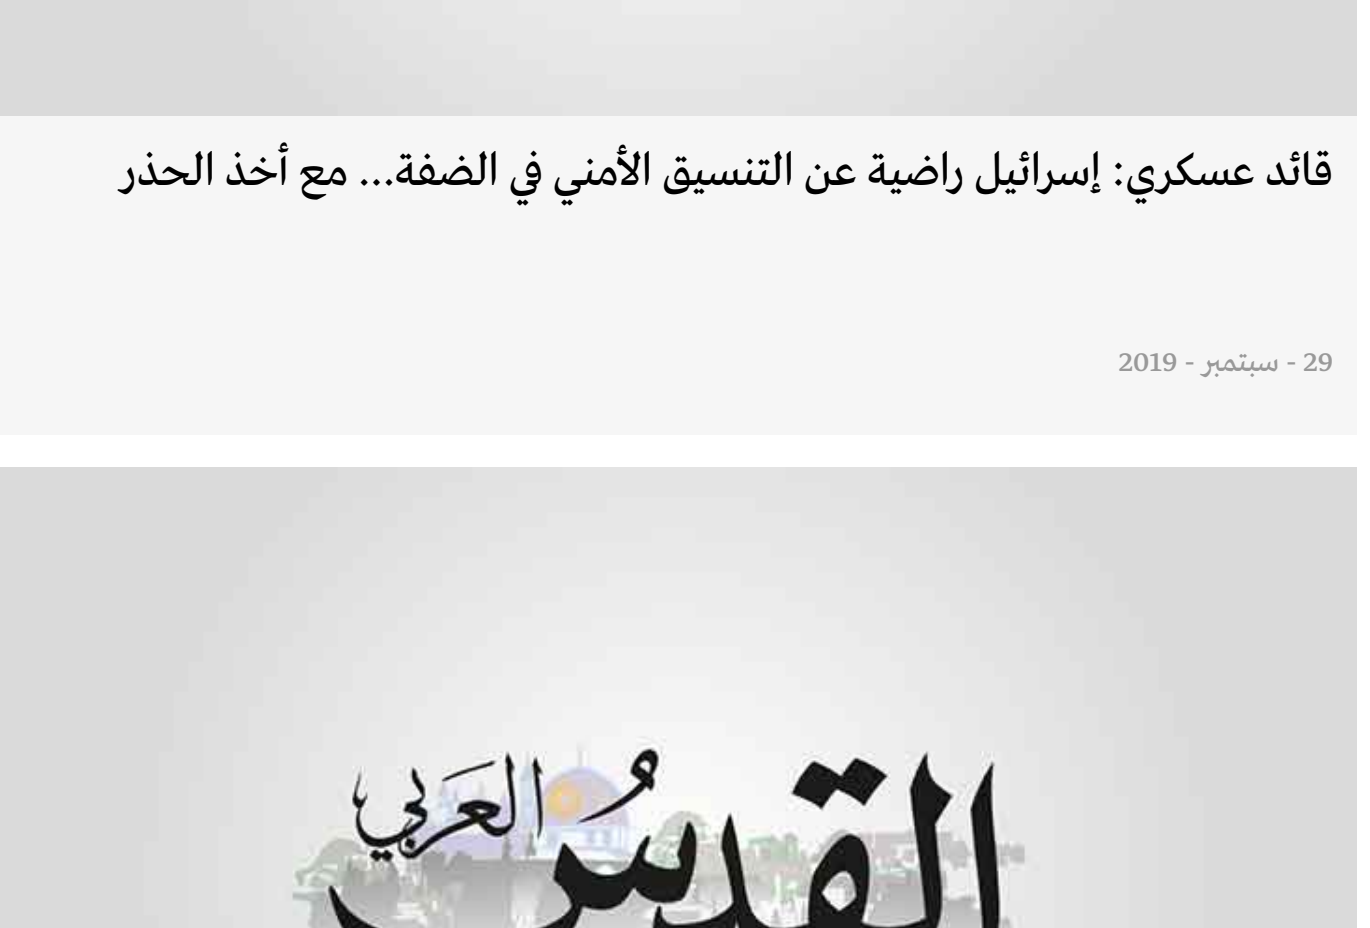 قائد عسكري: إسرائيل راضية عن التنسيق الأمني في الضفة... مع أخذ الحذر
29 - سبتمبر - 2019
القدس العربي